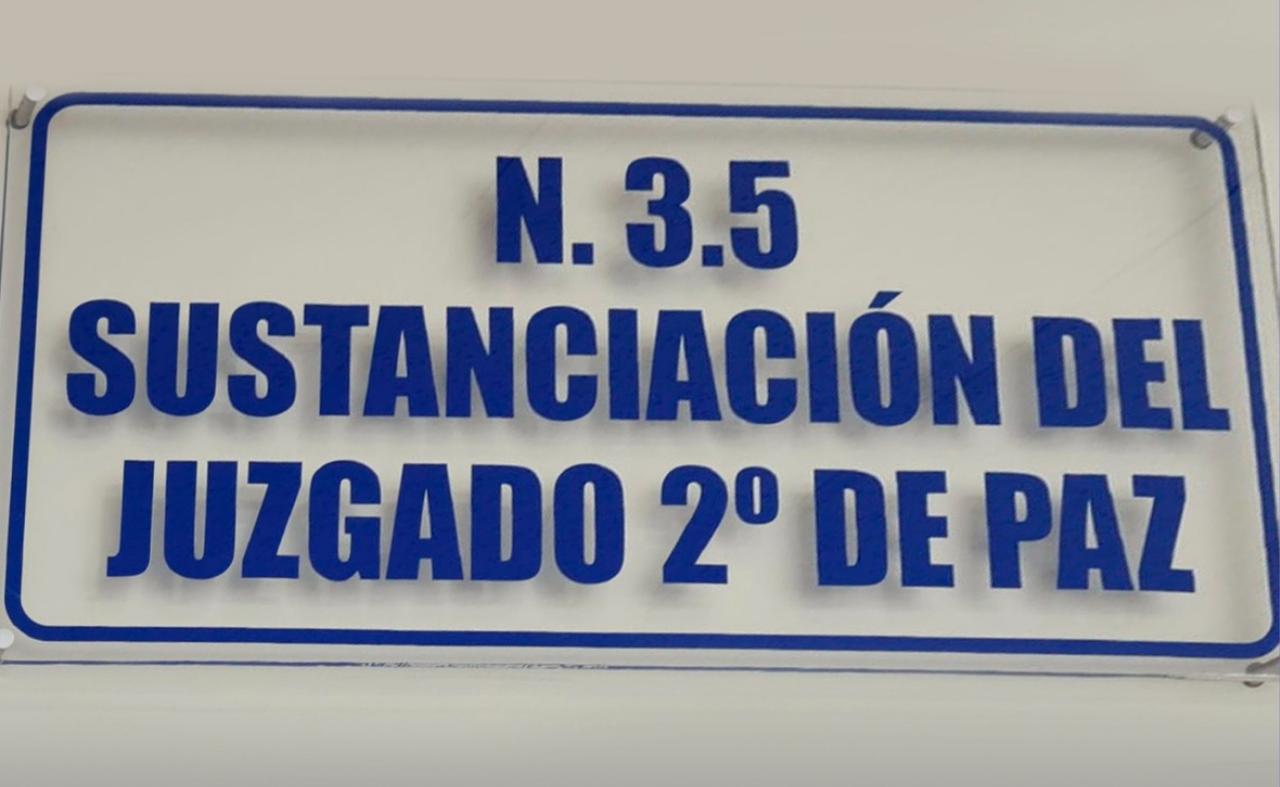 N. 3.5
SUSTANCIACIÓN DEL
JUZGADO 2º DE PAZ